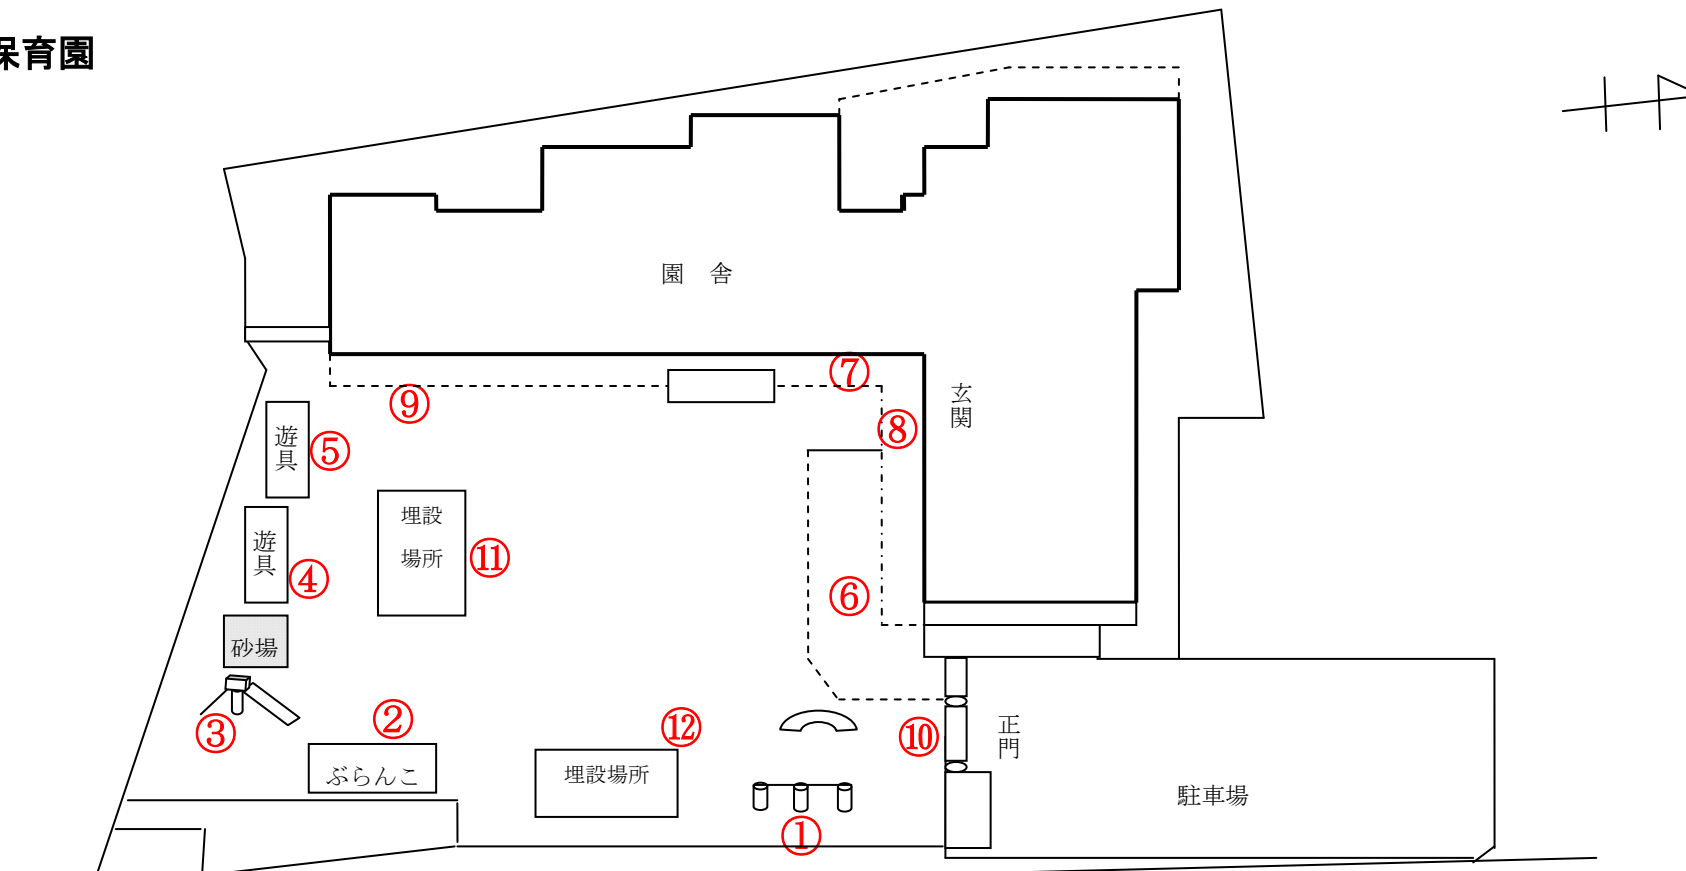 保育園
園 舎
⑦
玄関
⑨
⑧
遊具
⑤
埋設
場所
⑪
遊具
④
⑥
砂場
③
②
⑫
⑩
正門
ぶらんこ
埋設場所
駐車場
①